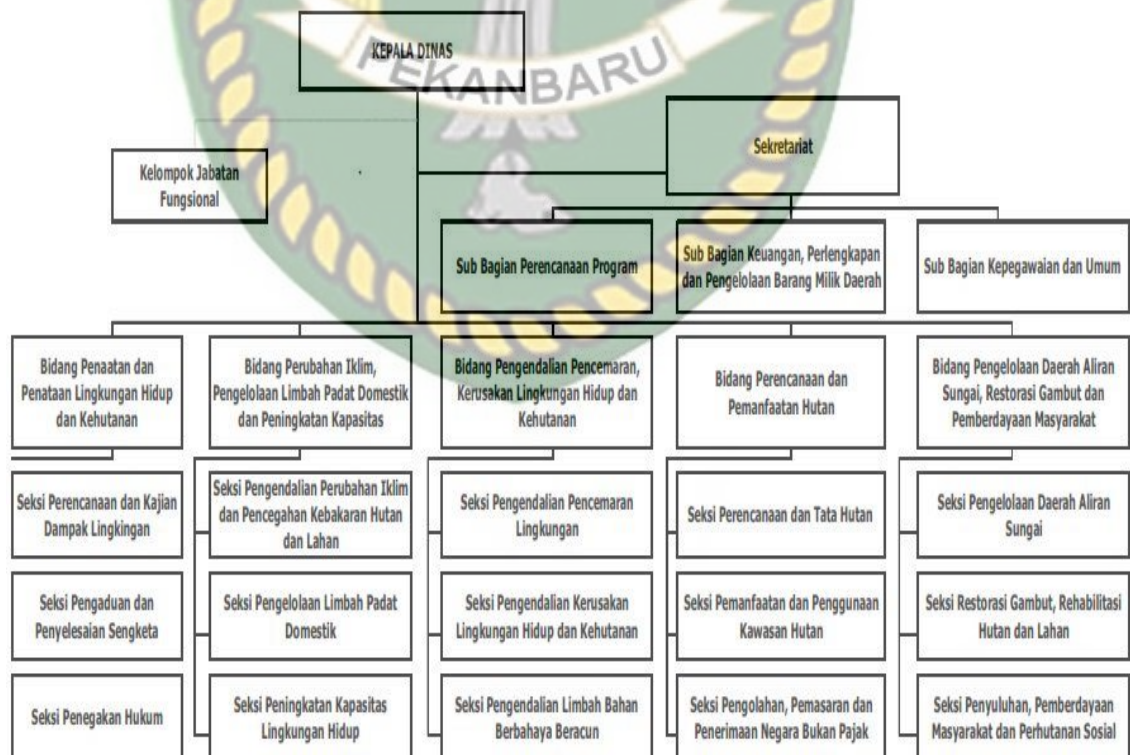 KEPALA DINAS
PEKANBARU
Sekretariat
Kelompok Jabatan
Fungsional
Sub Bagian Perencanaan Program
Sub Bagian Keuangan, Perlengkapan
dan Pengelolaan Barang Milik Daerah
Sub Bagian Kepegawaian dan Umum
Bidang Penaatan dan
Penataan Lingkungan Hidup
dan Kehutanan
Bidang Perubahan Iklim,
Pengelolaan Limbah Padat Domestik
dan Peningkatan Kapasitas
Bidang Pengendalian Pencemaran,
Kerusakan Lingkungan Hidup dan
Kehutanan
Bidang Perencanaan dan
Pemanfaatan Hutan
Bidang Pengelolaan Daerah Aliran
Sungai, Restorasi Gambut dan
Pemberdayaan Masyarakat
Seksi Perencanaan dan Kajian
Dampak Lingkingan
Seksi Pengendalian Perubahan Iklim
dan Pencegahan Kebakaran Hutan
dan Lahan
Seksi Pengendalian Pencemaran
Lingkungan
Seksi Perencanaan dan Tata Hutan
Seksi Pengelolaan Daerah Aliran
Sungai
Seksi Pengaduan dan
Penyelesaian Sengketa
Seksi Pengelolaan Limbah Padat
Domestik
Seksi Pengendalian Kerusakan
Lingkungan Hidup dan Kehutanan
Seksi Pemanfaatan dan Penggunaan
Kawasan Hutan
Seksi Restorasi Gambut, Rehabilitasi
Hutan dan Lahan
Seksi Penegakan Hukum
Seksi Peningkatan Kapasitas
Lingkungan Hidup
Seksi Pengendalian Limbah Bahan
Berbahaya Beracun
Seksi Pengolahan, Pemasaran dan
Penerimaan Negara Bukan Pajak
Seksi Penyuluhan, Pemberdayaan
Masyarakat dan Perhutanan Sosial